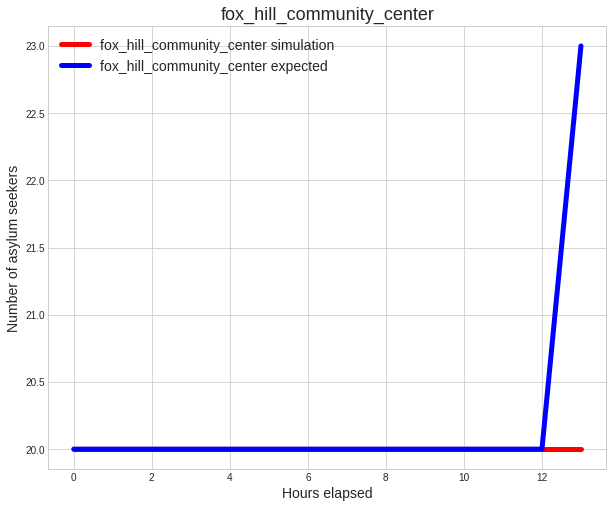 fox_hill_community_center
fox_hill_community_center simulation
fox_hill_community_center expected
Number of asylum seekers
23.0
22.5
22.0
21.5
21.0
20.5
20.0
0 2 4 6 8 10 12
Hours elapsed